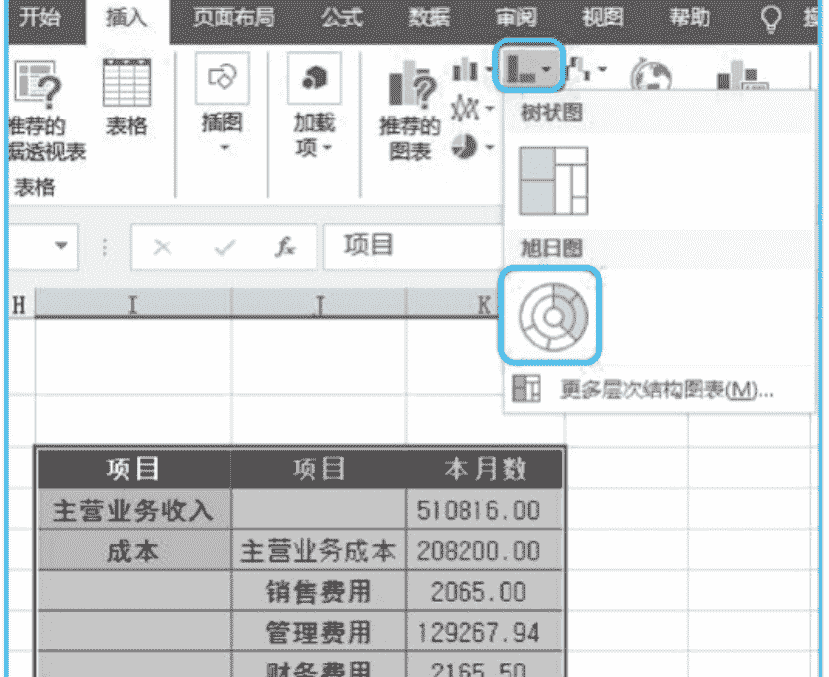 开始 插入 页面布局 公式 数据 审阅 视图 帮助
推荐的
据透视表
表格
插图
加载
项
推荐的
图表
表格
树状图
旭日图
更多层次结构图表(M)...
fx 项目
H I J K
项目 项目 本月数
主营业务收入 510816.00
成本 主营业务成本 208200.00
销售费用 2065.00
管理费用 129267.94
财务费用 2165.50